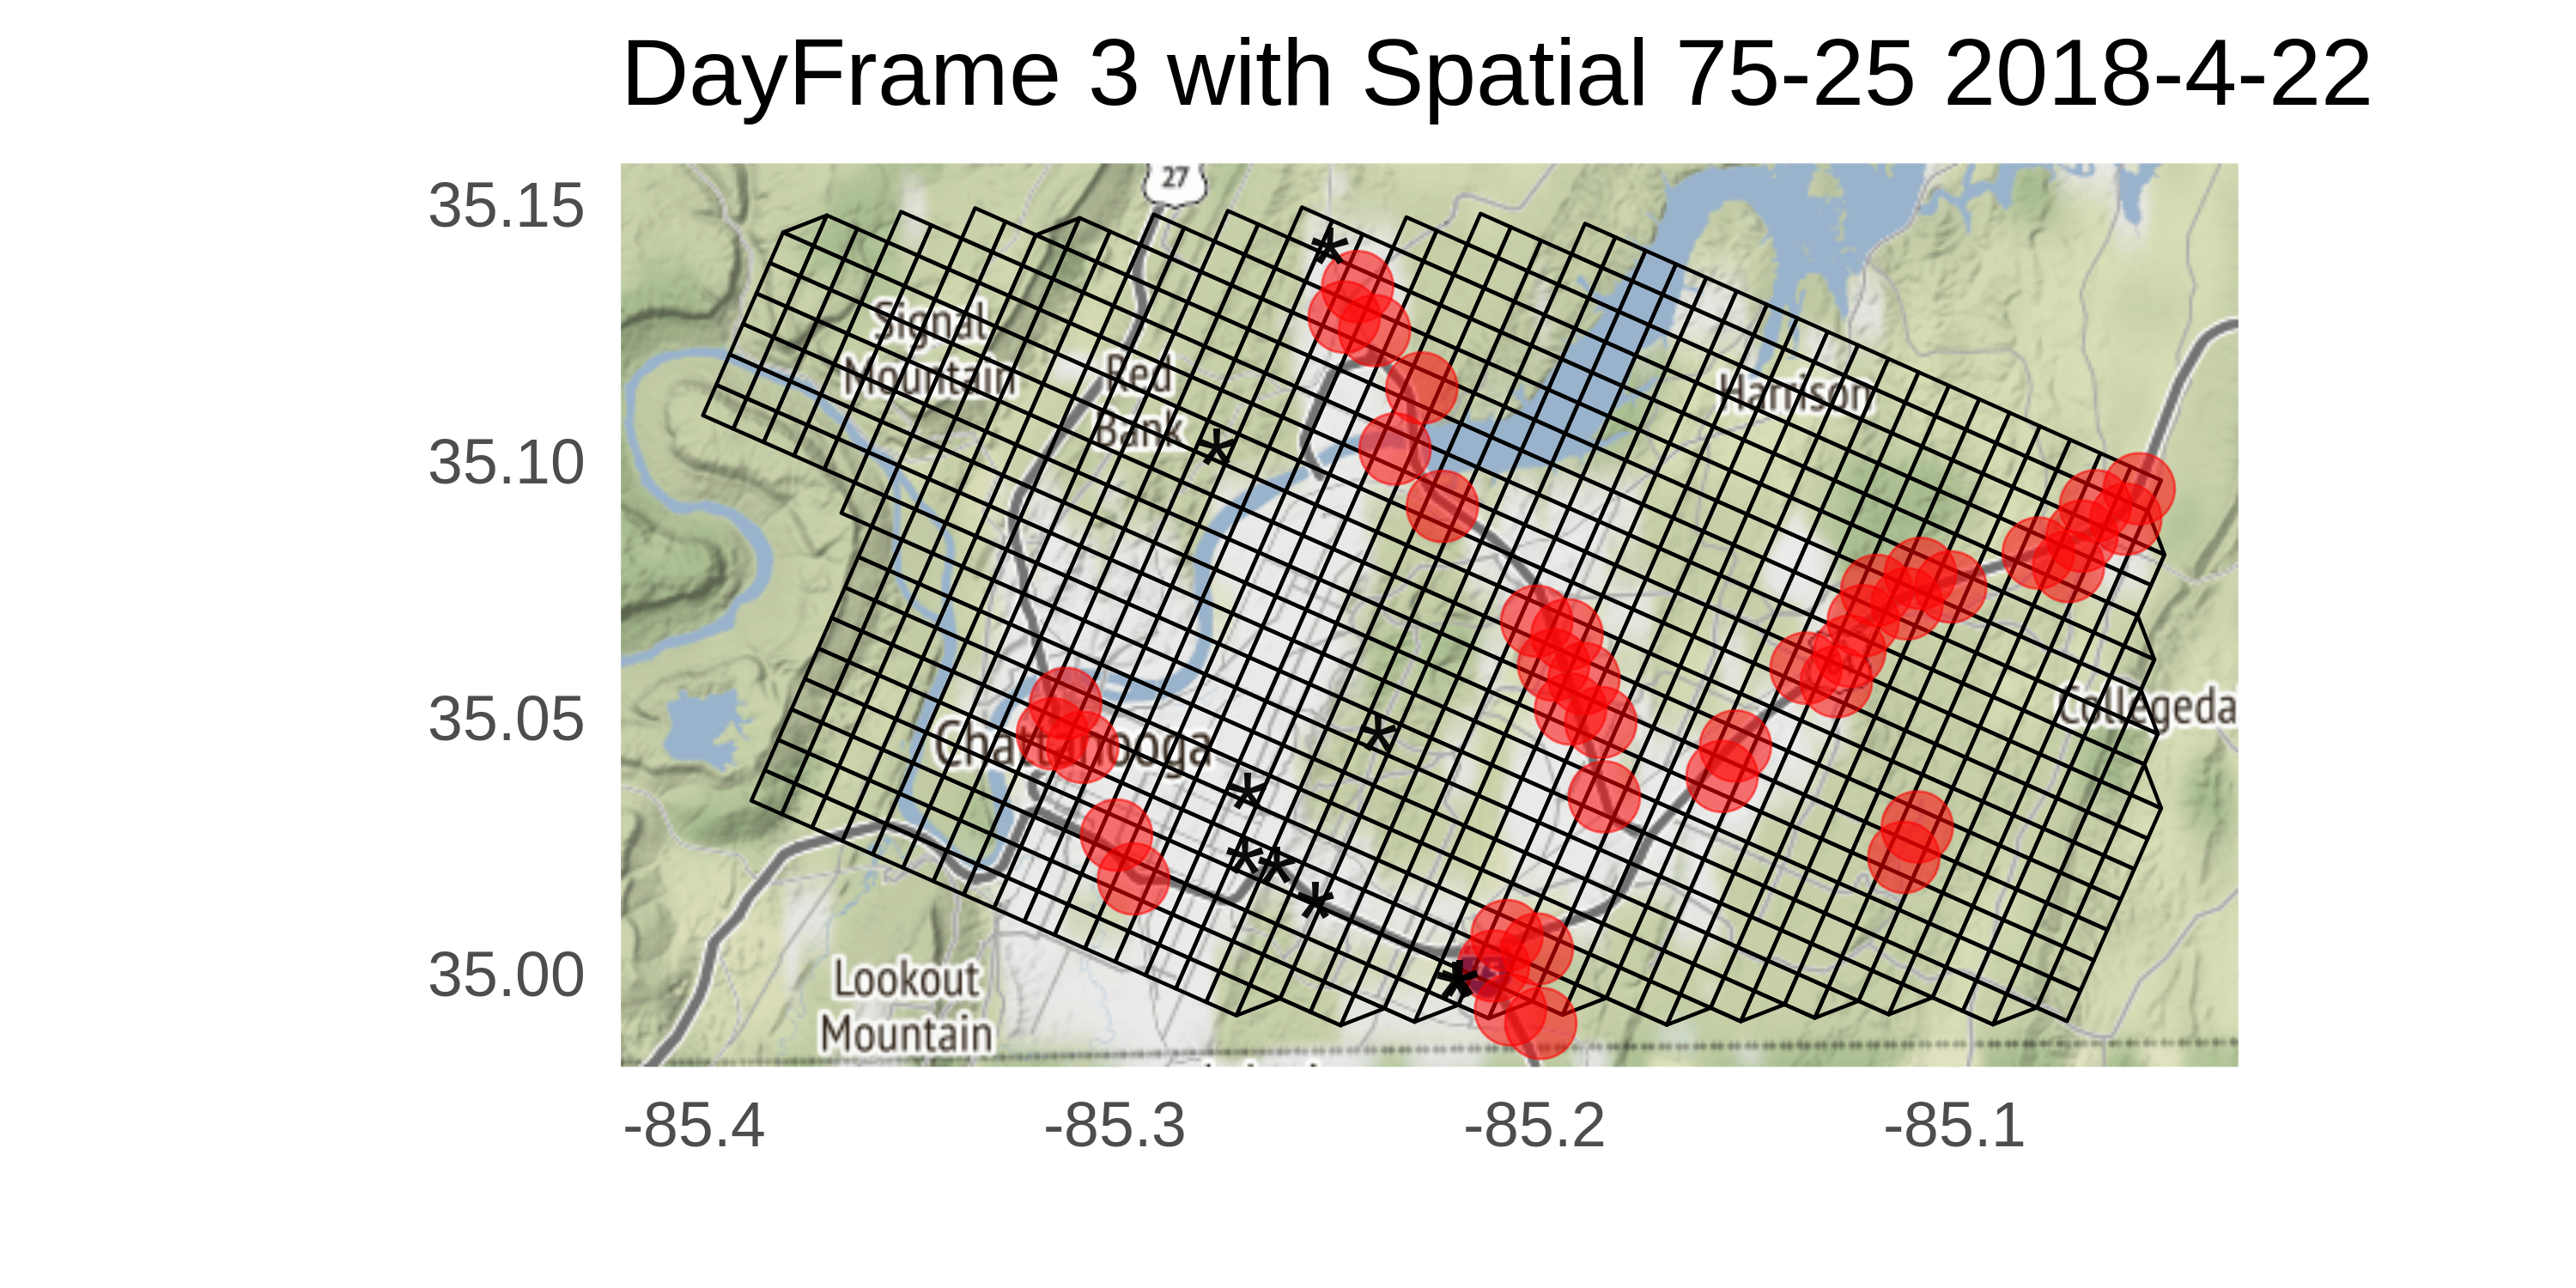 DayFrame 3 with Spatial 75-25 2018-4-22
35.15
35.10
35.05
35.00
27
Signal
Mountain
Red
Bank
Harrison
Chattanooga
Collegeda
Lookout
Mountain
-85.4
-85.3
-85.2
-85.1